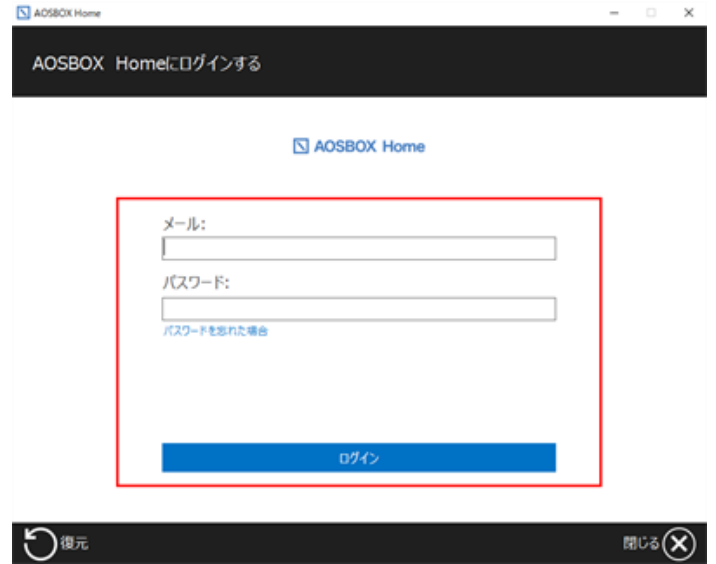 AOSBOX Home
AOSBOX Homeにログインする
AOSBOX Home
メール:
パスワード:
パスワードを忘れた場合
ログイン
復元
閉じる